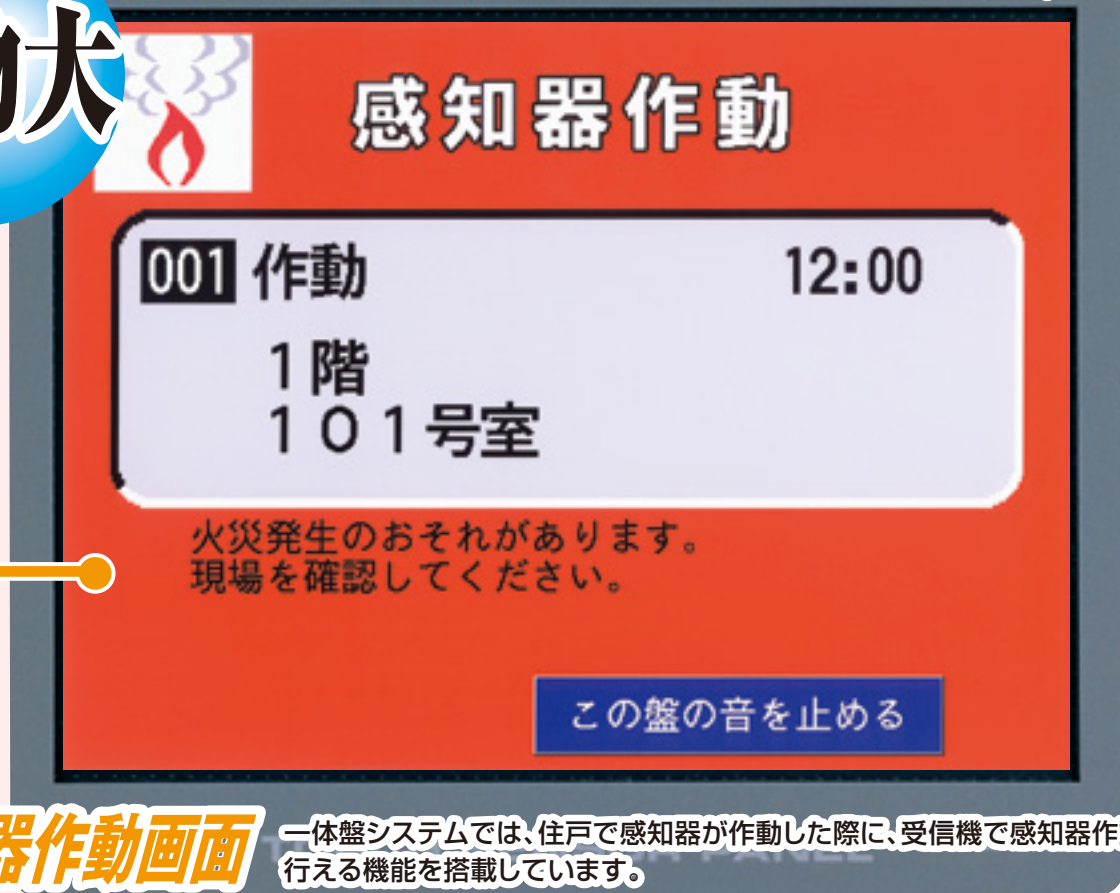 大
感知器作動
001 作動 12:00
1階
101号室
火災発生のおそれがあります。
現場を確認してください。
この盤の音を止める
器作動画面
一体盤システムでは、住戸で感知器が作動した際に、受信機で感知器作
行える機能を搭載しています。